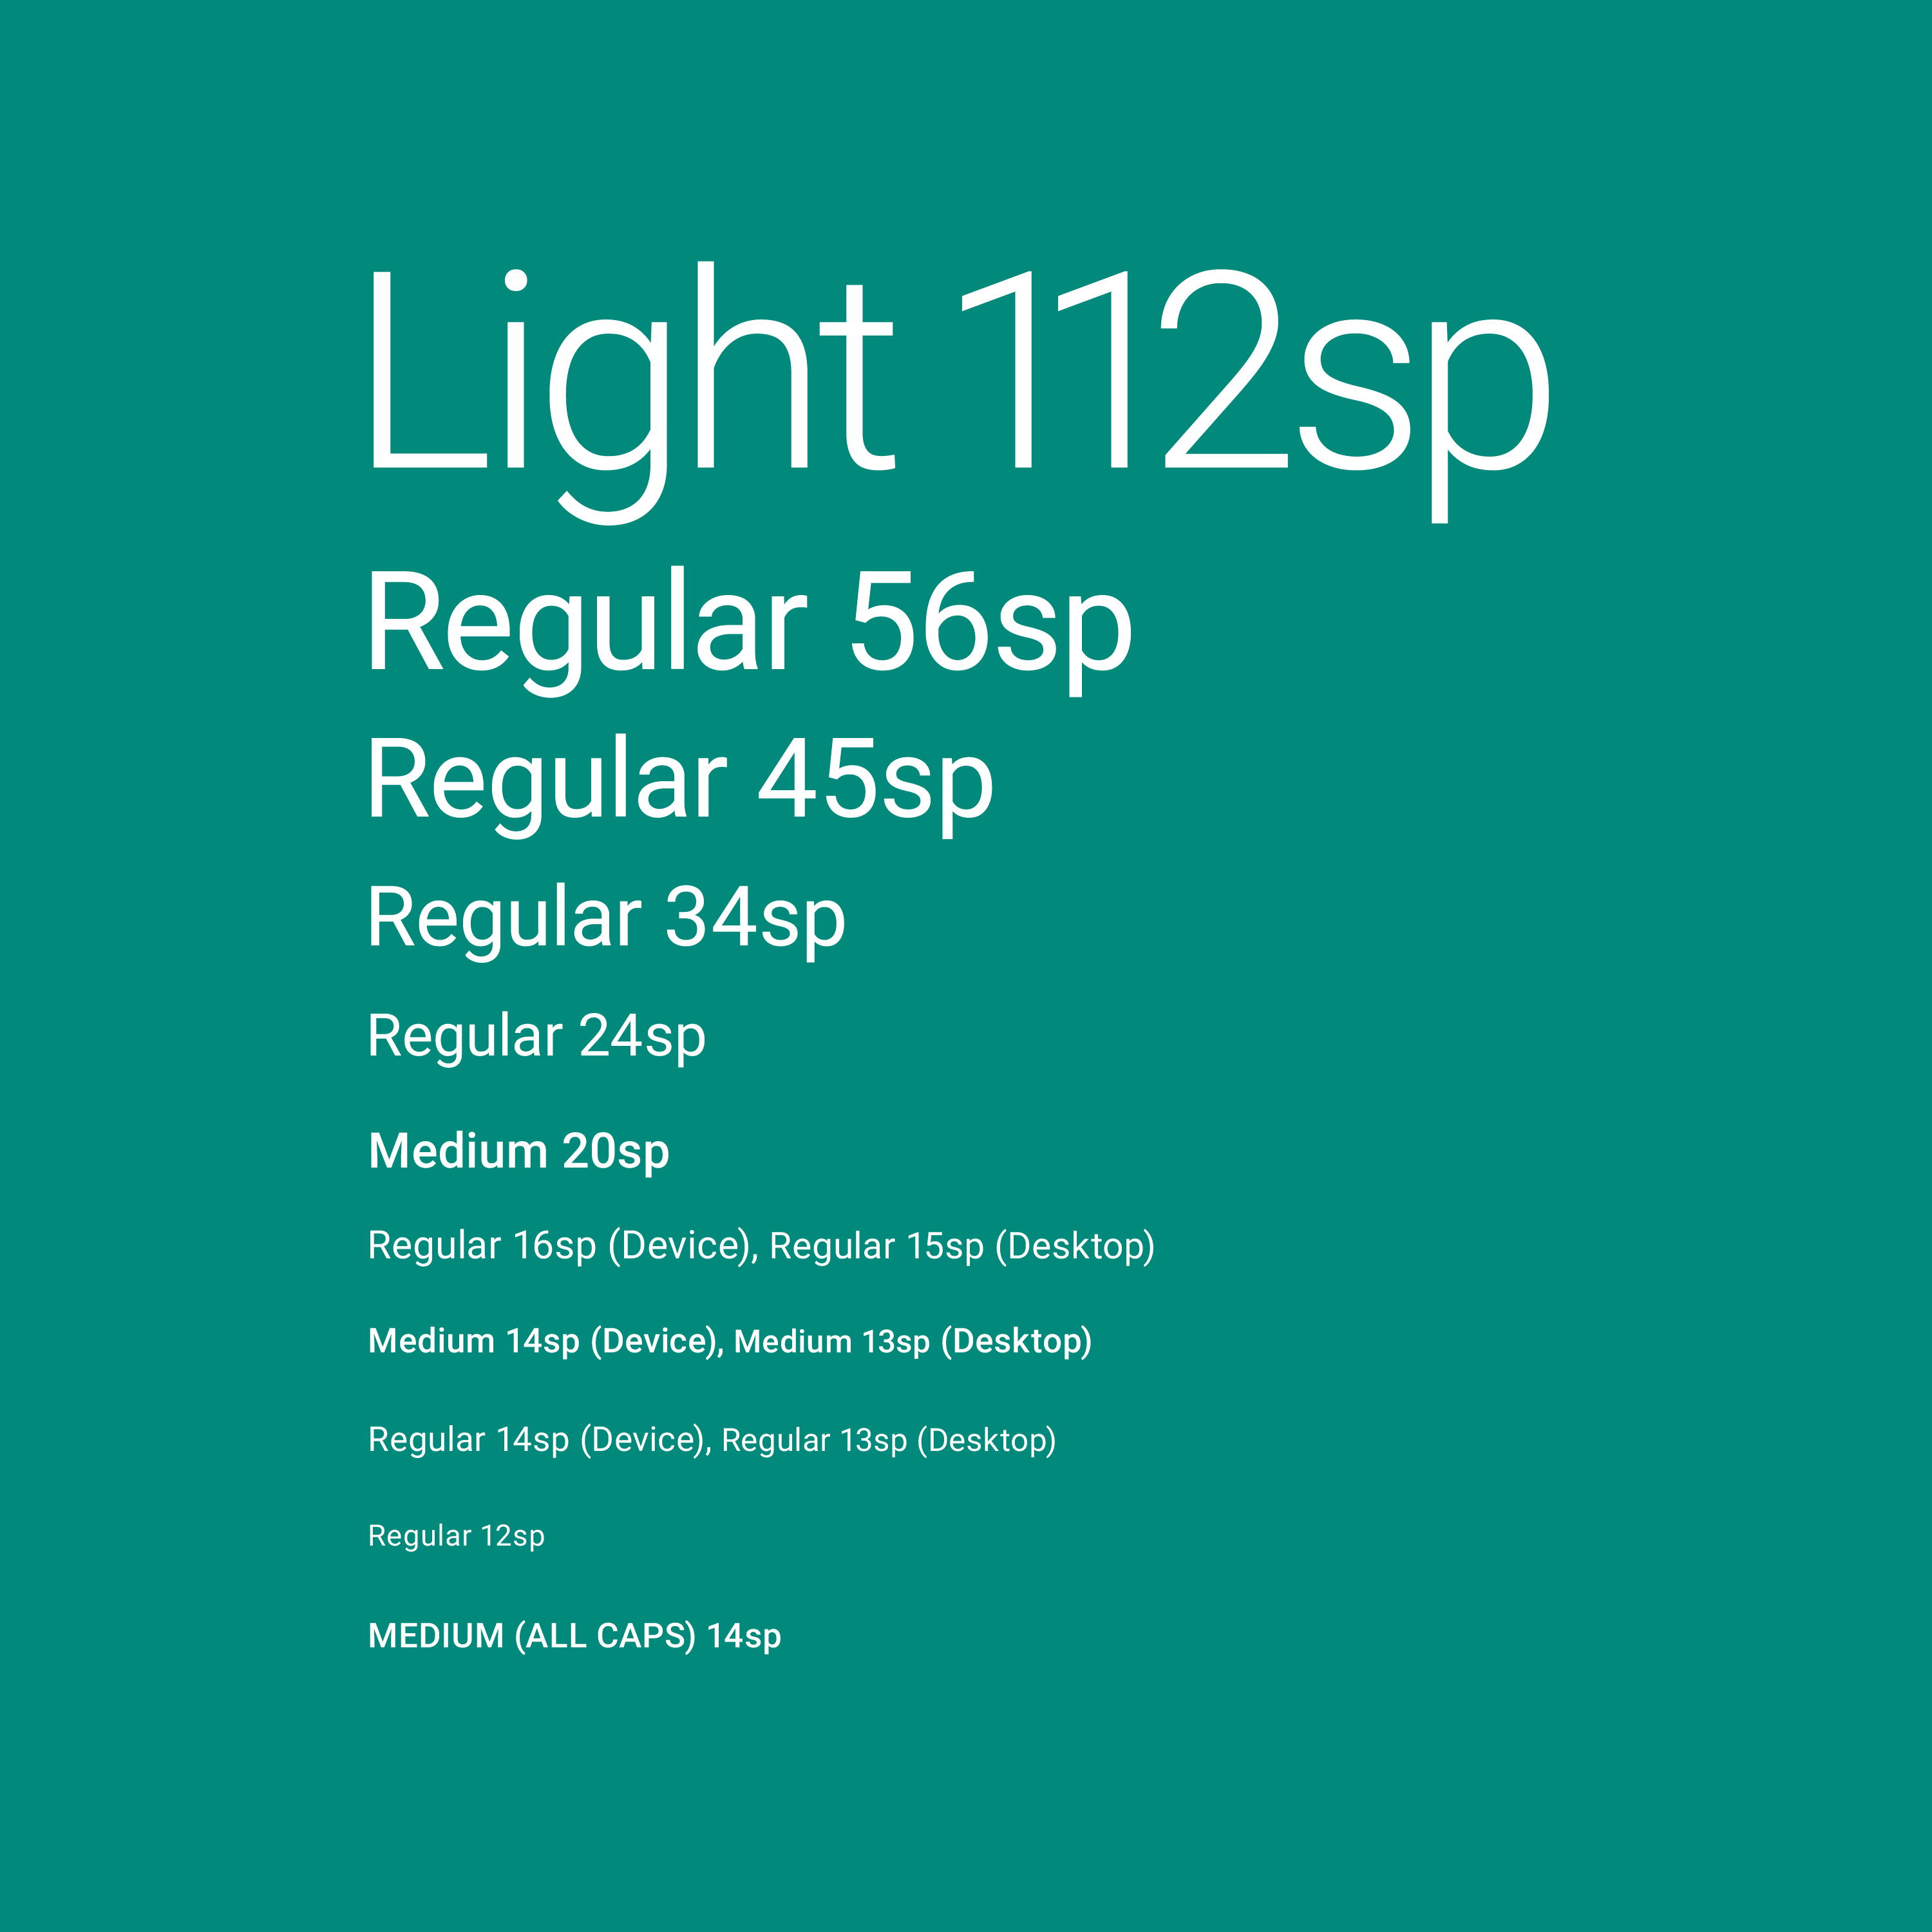 Light 112sp
Regular 56sp
Regular 45sp
Regular 34sp
Regular 24sp
Medium 20sp
Regular 16sp (Device), Regular 15sp (Desktop)
Medium 14sp (Device), Medium 13sp (Desktop)
Regular 14sp (Device), Regular 13sp (Desktop)
Regular 12sp
MEDIUM (ALL CAPS) 14sp